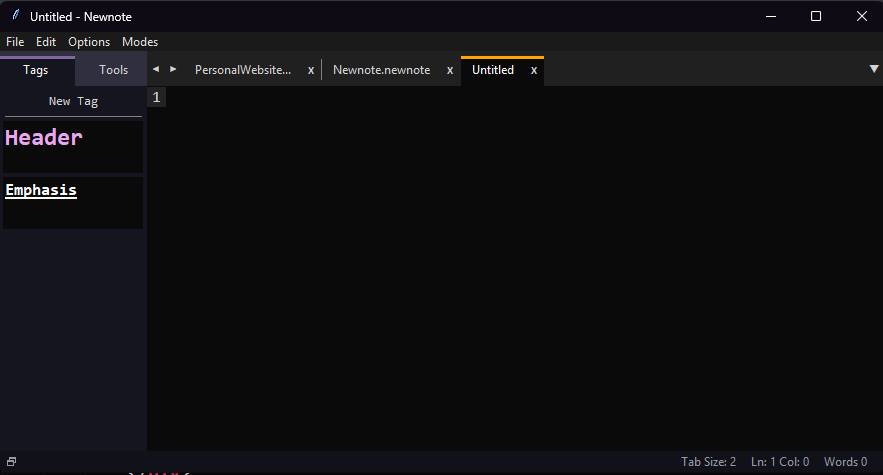 Untitled - Newnote
File Edit Options Modes
Tags Tools PersonalWebsite... x Newnote.newnote x Untitled x
New Tag
1
Header
Emphasis
Tab Size: 2 Ln: 1 Col: 0 Words 0